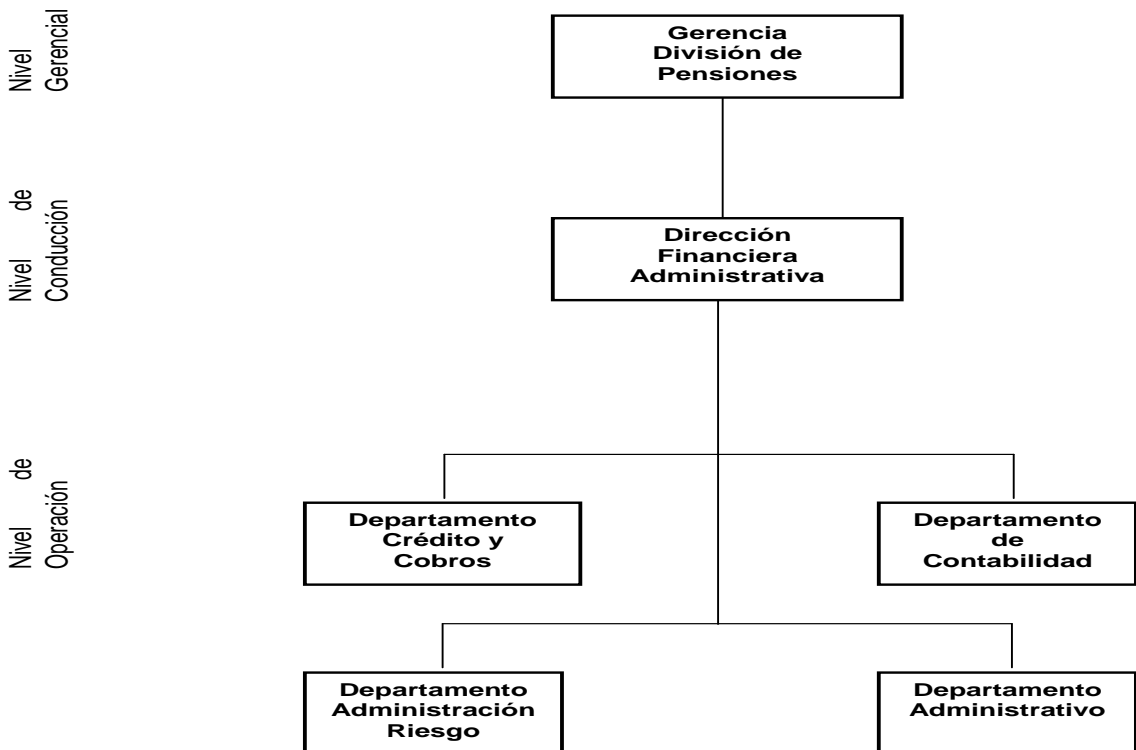 Nivel
Gerencial
Gerencia
División de
Pensiones
Nivel de
Conducción
Dirección
Financiera
Administrativa
Nivel de
Operación
Departamento
Crédito y
Cobros
Departamento
de
Contabilidad
Departamento
Administración
Riesgo
Departamento
Administrativo